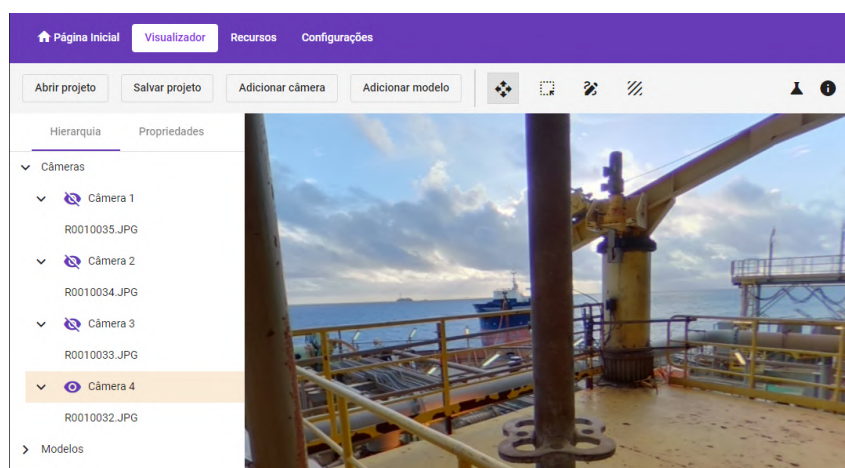 Página Inicial Visualizador Recursos Configurações
Abrir projeto Salvar projeto Adicionar câmera Adicionar modelo
Hierarquia Propriedades
Câmeras
Câmera 1
R0010035.JPG
Câmera 2
R0010034.JPG
Câmera 3
R0010033.JPG
Câmera 4
R0010032.JPG
Modelos